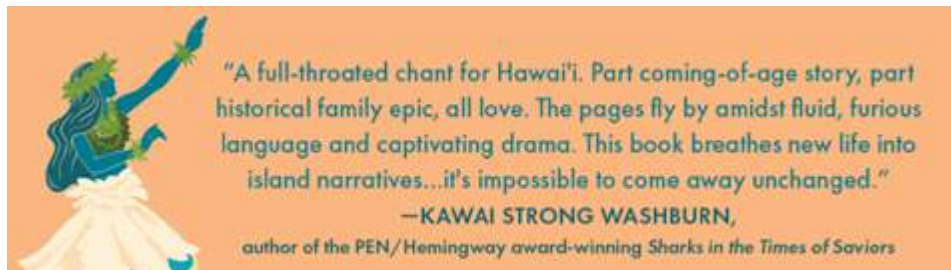 "A full-throated chant for Hawai'i. Part coming-of-age story, part
historical family epic, all love. The pages fly by amidst fluid, furious
language and captivating drama. This book breathes new life into
island narratives...it's impossible to come away unchanged."
—KAWAI STRONG WASHBURN,
author of the PEN/Hemingway award-winning Sharks in the Times of Saviors